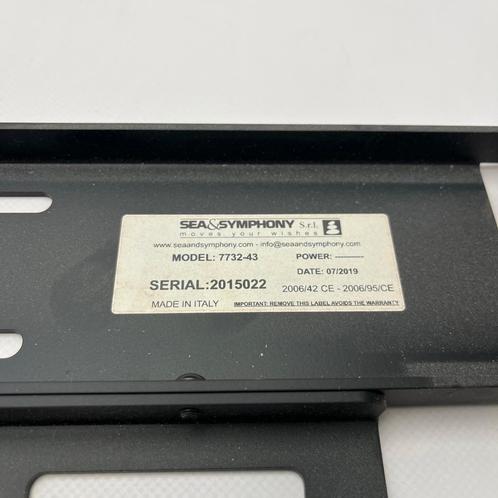 SEA&SYMPHONY S.r.l.
moves your wishes
www.seaandsymphony.com - info@seaandsymphony.com
MODEL: 7732-43 POWER: ----------
DATE: 07/2019
SERIAL:2015022 2006/42 CE - 2006/95/CE
MADE IN ITALY IMPORTANT: REMOVE THIS LABEL AVOIDS THE WARRANTY